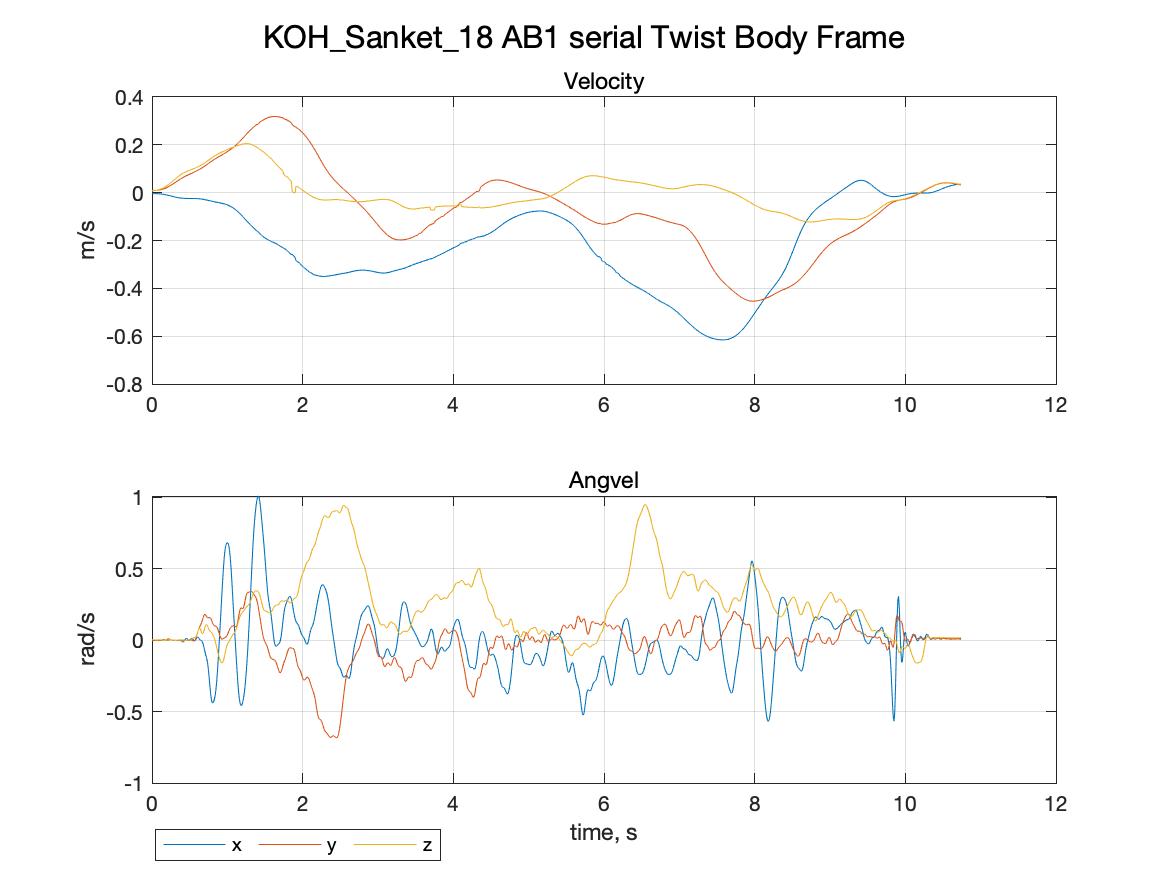 KOH_Sanket_18 AB1 serial Twist Body Frame
Velocity
0.4
0.2
0
-0.2
-0.4
-0.6
-0.8
m/s
0 2 4 6 8 10 12
Angvel
1
0.5
0
-0.5
-1
rad/s
0 2 4 6 8 10 12
time, s
x y z